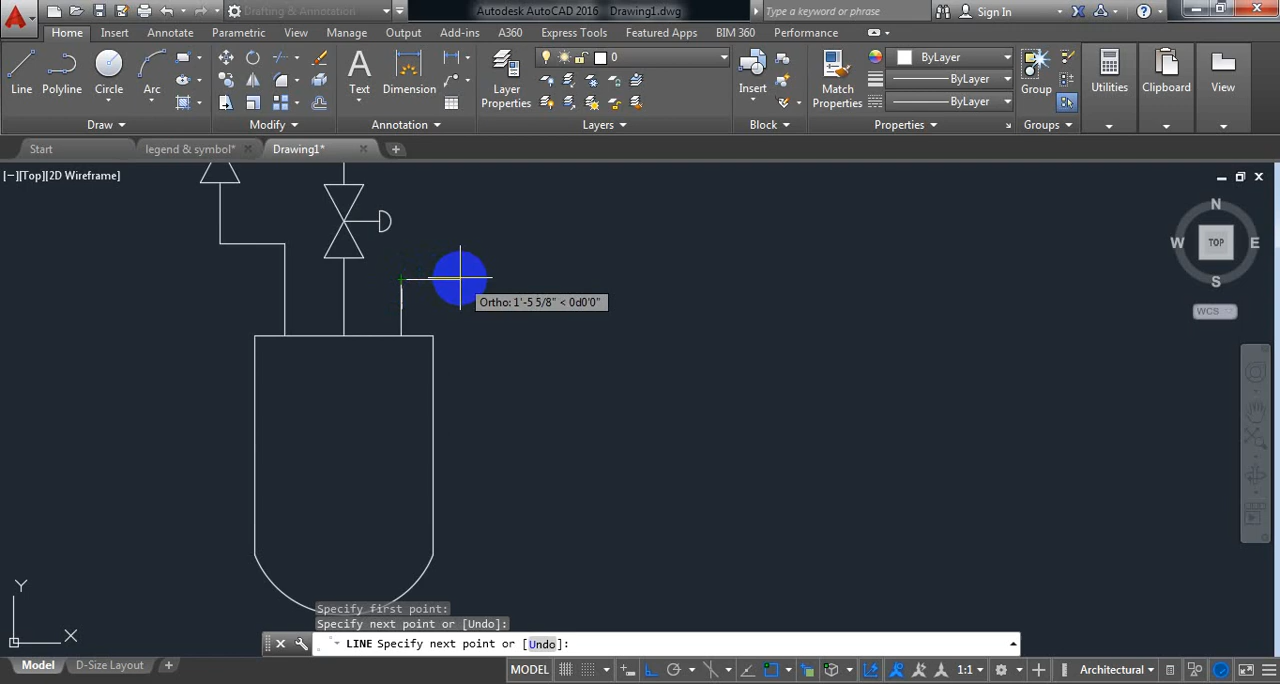 Drafting & Annotation
Autodesk AutoCAD 2016 Drawing1.dwg
Type a keyword or phrase
Sign In
Home Insert Annotate Parametric View Manage Output Add-ins A360 Express Tools Featured Apps BIM 360 Performance
Line Polyline Circle Arc
Text Dimension
Layer
Properties
0
Insert
Match
Properties
ByLayer
ByLayer
ByLayer
Group
Utilities
Clipboard
View
Draw Modify Annotation Layers Block Properties Groups
Start legend & symbol* Drawing1*
[−][Top][2D Wireframe]
N
W TOP E
S
WCS
Ortho: 1'-5 5/8" < 0d0'0"
Y
X
Specify first point:
Specify next point or [Undo]:
LINE Specify next point or [Undo]:
Model D-Size Layout
MODEL
1:1
Architectural